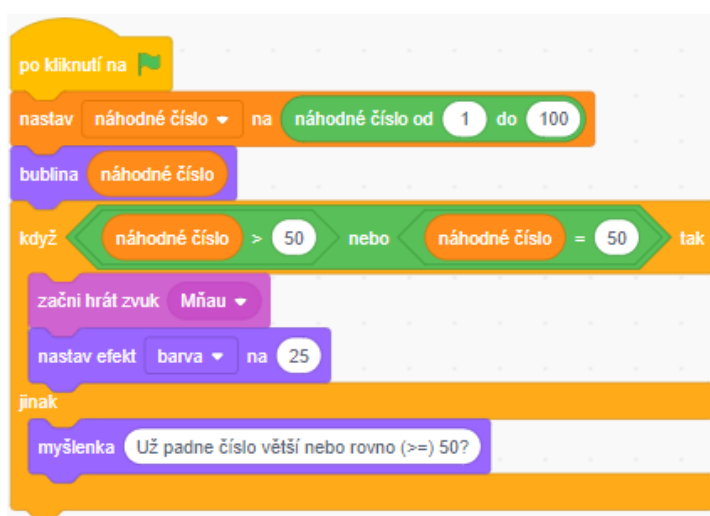 po kliknutí na
nastav náhodné číslo na náhodné číslo od 1 do 100
bublina náhodné číslo
když náhodné číslo > 50 nebo náhodné číslo = 50 tak
začni hrát zvuk Mňau
nastav efekt barva na 25
jinak
myšlenka Už padne číslo větší nebo rovno (>=) 50?